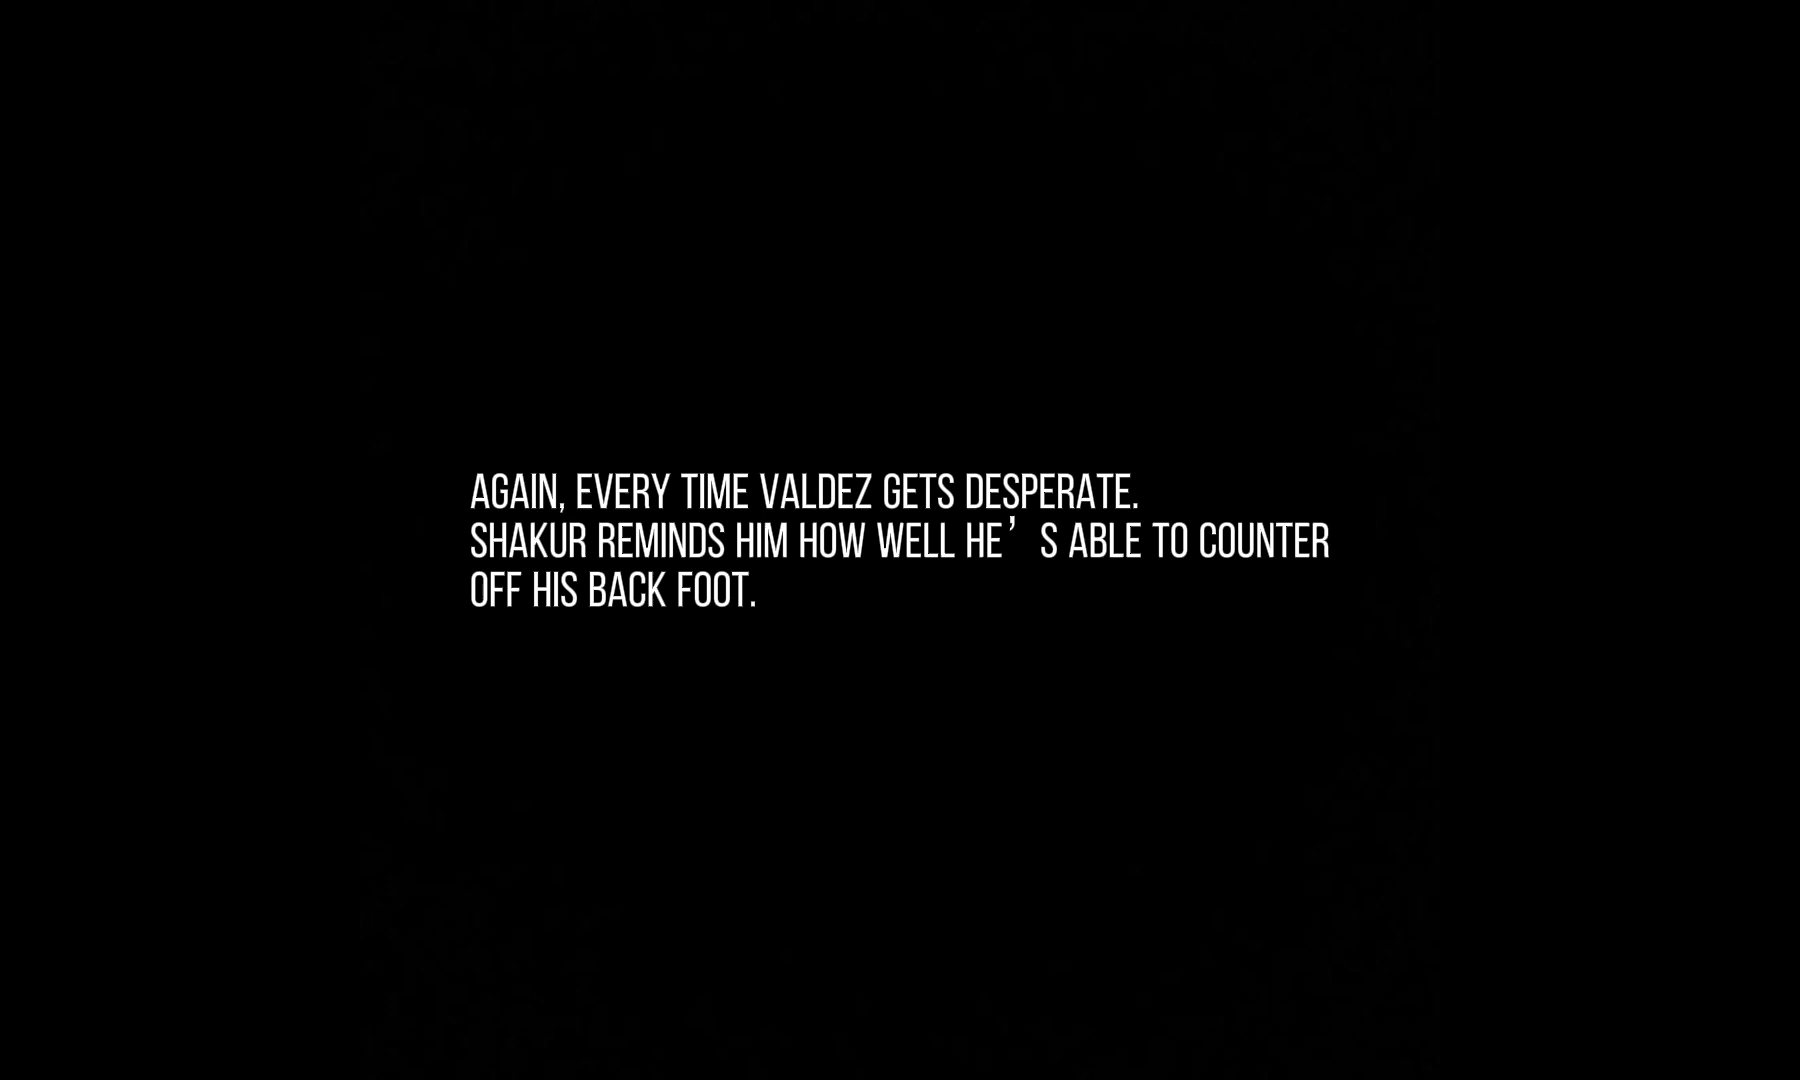 AGAIN, EVERY TIME VALDEZ GETS DESPERATE.
SHAKUR REMINDS HIM HOW WELL HE’S ABLE TO COUNTER
OFF HIS BACK FOOT.